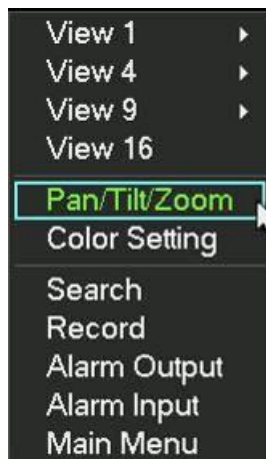 View 1
View 4
View 9
View 16
Pan/Tilt/Zoom
Color Setting
Search
Record
Alarm Output
Alarm Input
Main Menu